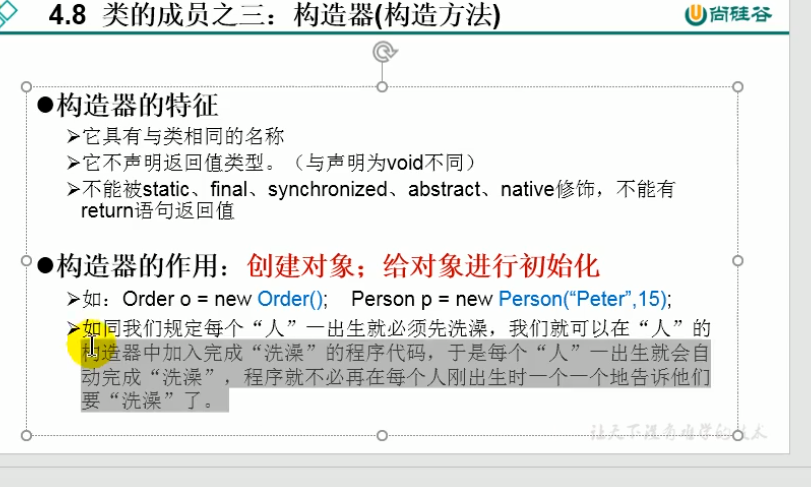 4.8 类的成员之三：构造器(构造方法)
尚硅谷
●构造器的特征
➢它具有与类相同的名称
➢它不声明返回值类型。（与声明为void不同）
➢不能被static、final、synchronized、abstract、native修饰，不能有
return语句返回值
●构造器的作用：创建对象；给对象进行初始化
➢如：Order o = new Order(); Person p = new Person(“Peter”,15);
➢如同我们规定每个“人”一出生就必须先洗澡，我们就可以在“人”的
构造器中加入完成“洗澡”的程序代码，于是每个“人”一出生就会自
动完成“洗澡”，程序就不必再在每个人刚出生时一个一个地告诉他们
要“洗澡”了。
让天下没有难学的技术